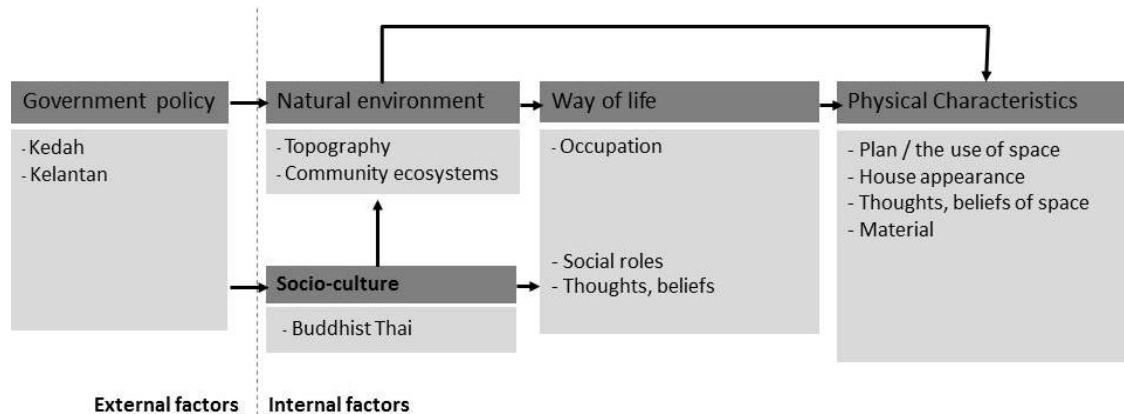 Government policy
- Kedah
- Kelantan
Natural environment
- Topography
- Community ecosystems
Socio-culture
- Buddhist Thai
Way of life
- Occupation
- Social roles
- Thoughts, beliefs
Physical Characteristics
- Plan / the use of space
- House appearance
- Thoughts, beliefs of space
- Material
External factors
Internal factors